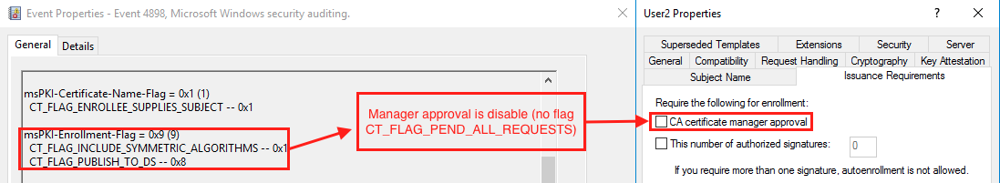 Event Properties - Event 4898, Microsoft Windows security auditing.
General
Details
msPKI-Certificate-Name-Flag = 0x1 (1)
CT_FLAG_ENROLLEE_SUPPLIES_SUBJECT -- 0x1
msPKI-Enrollment-Flag = 0x9 (9)
CT_FLAG_INCLUDE_SYMMETRIC_ALGORITHMS -- 0x1
CT_FLAG_PUBLISH_TO_DS -- 0x8
Manager approval is disable (no flag
CT_FLAG_PEND_ALL_REQUESTS)
User2 Properties
?
Superseded Templates
Extensions
Security
Server
General
Compatibility
Request Handling
Cryptography
Key Attestation
Subject Name
Issuance Requirements
Require the following for enrollment:
CA certificate manager approval
This number of authorized signatures:
0
If you require more than one signature, autoenrollment is not allowed.